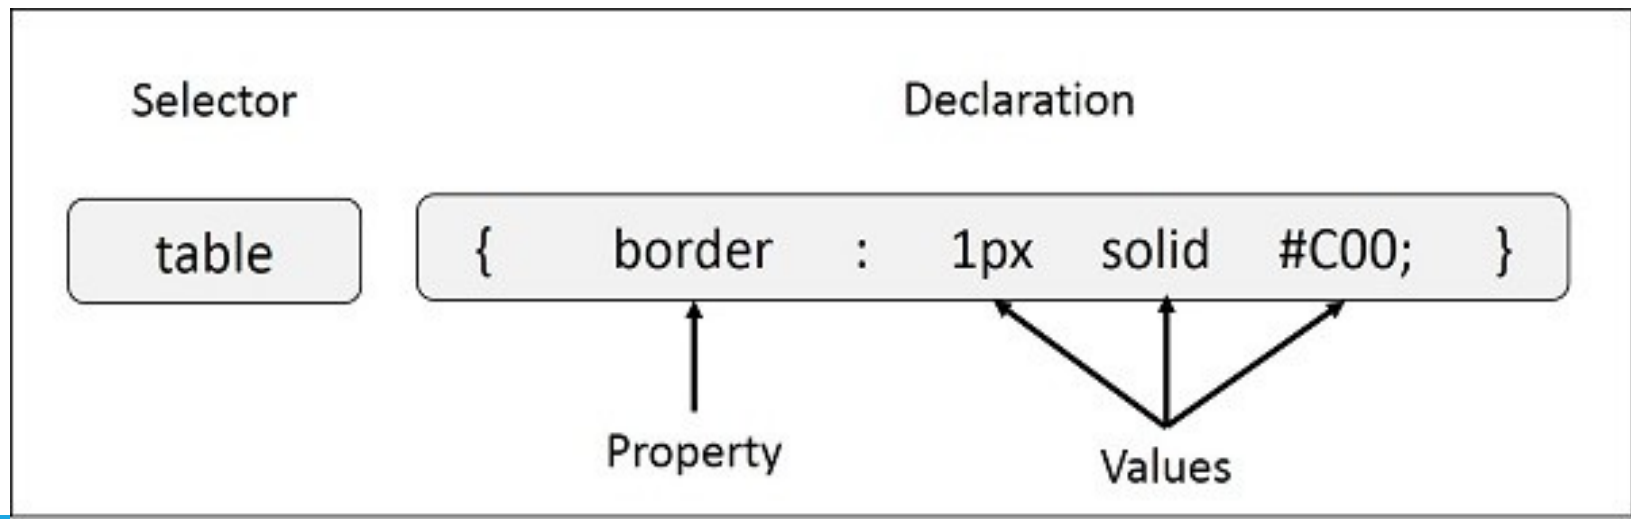 Selector Declaration
table { border : 1px solid #C00; }
Property Values